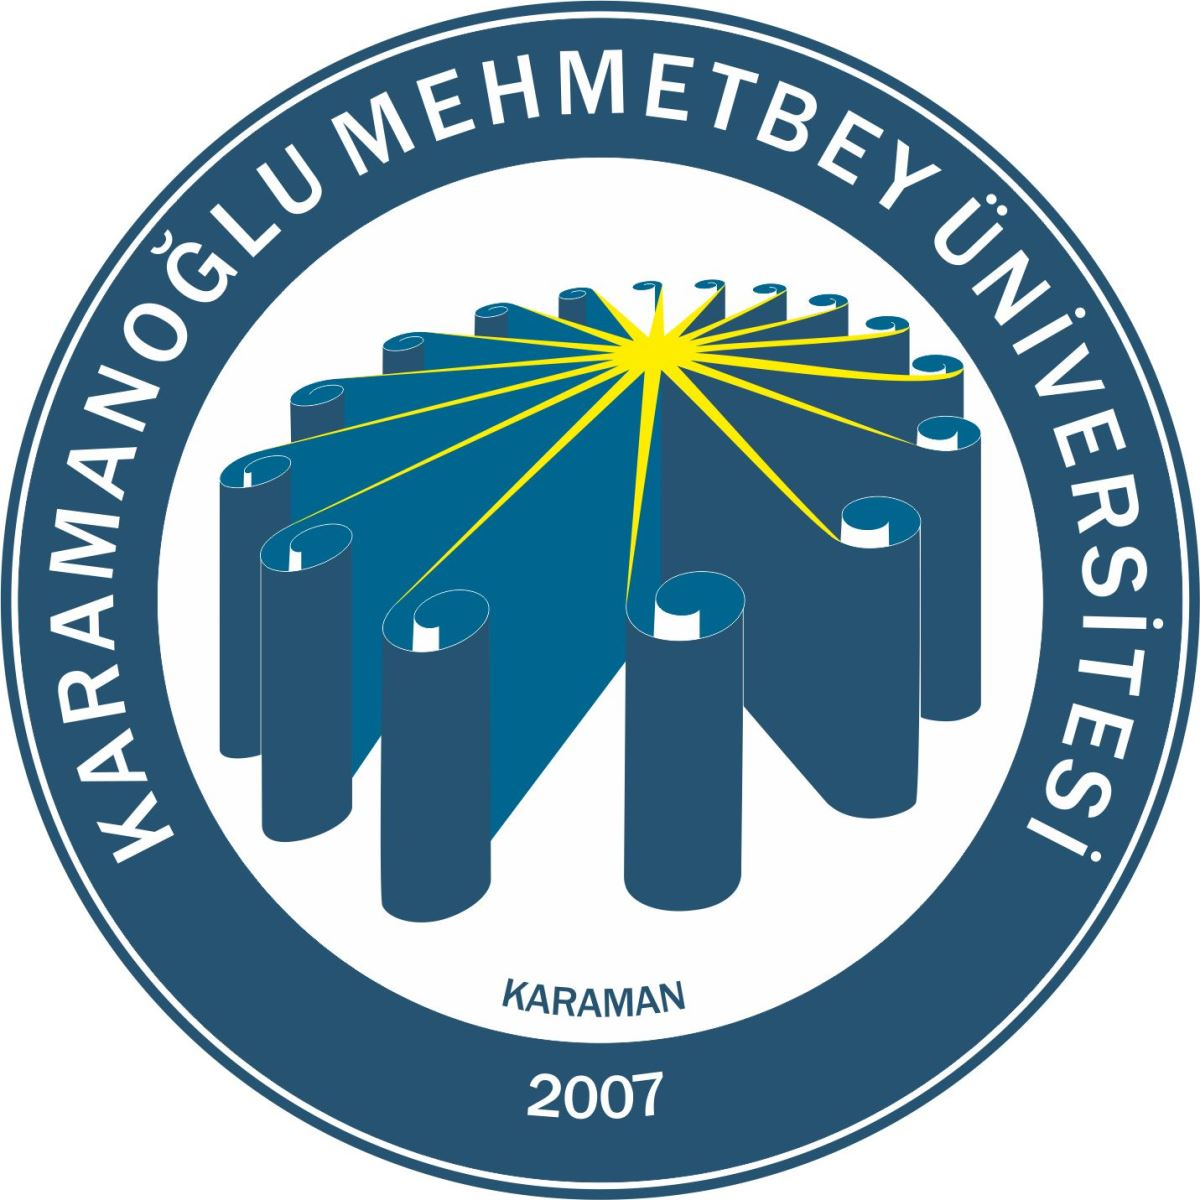 KARAMANOĞLU MEHMETBEY ÜNİVERSİTESİ
KARAMAN
2007